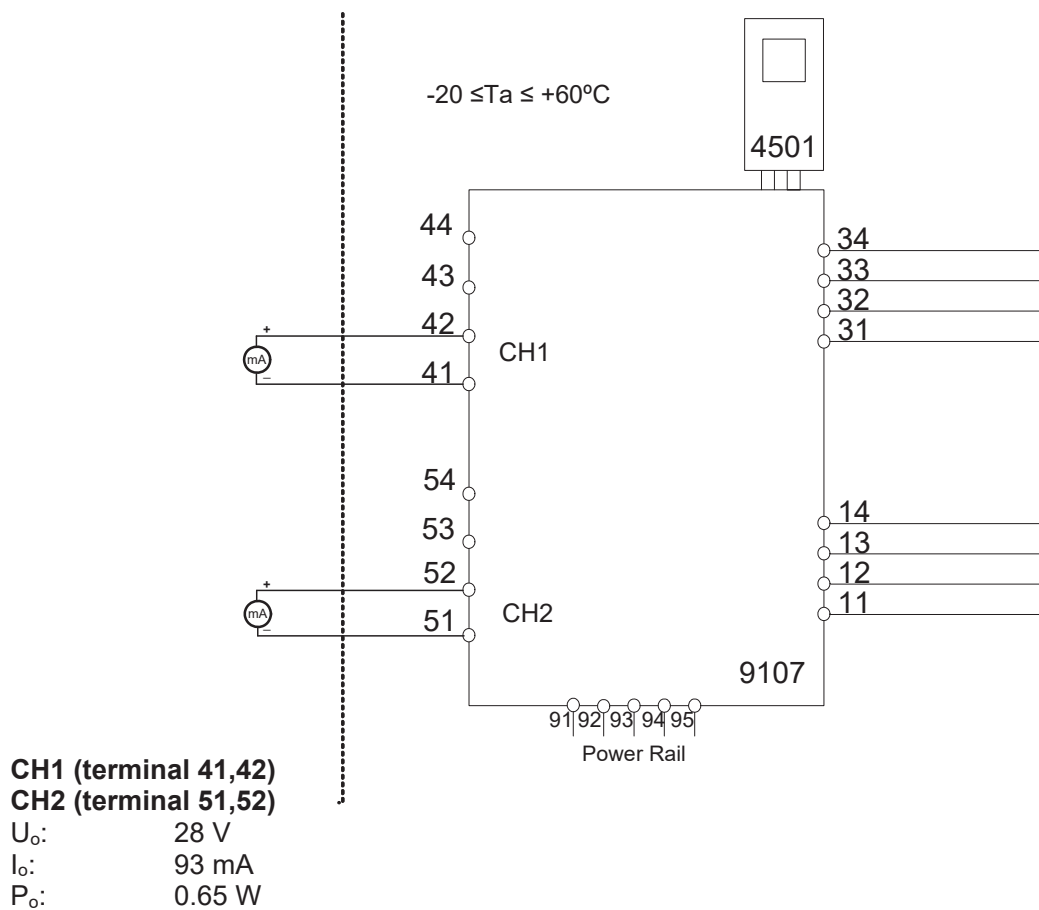 -20 ≤Ta ≤ +60ºC
4501
44
43
42
41
+
mA
–
CH1
34
33
32
31
54
53
52
51
+
mA
–
CH2
14
13
12
11
9107
91 92 93 94 95
Power Rail
CH1 (terminal 41,42)
CH2 (terminal 51,52)
Uₒ: 28 V
Iₒ: 93 mA
Pₒ: 0.65 W